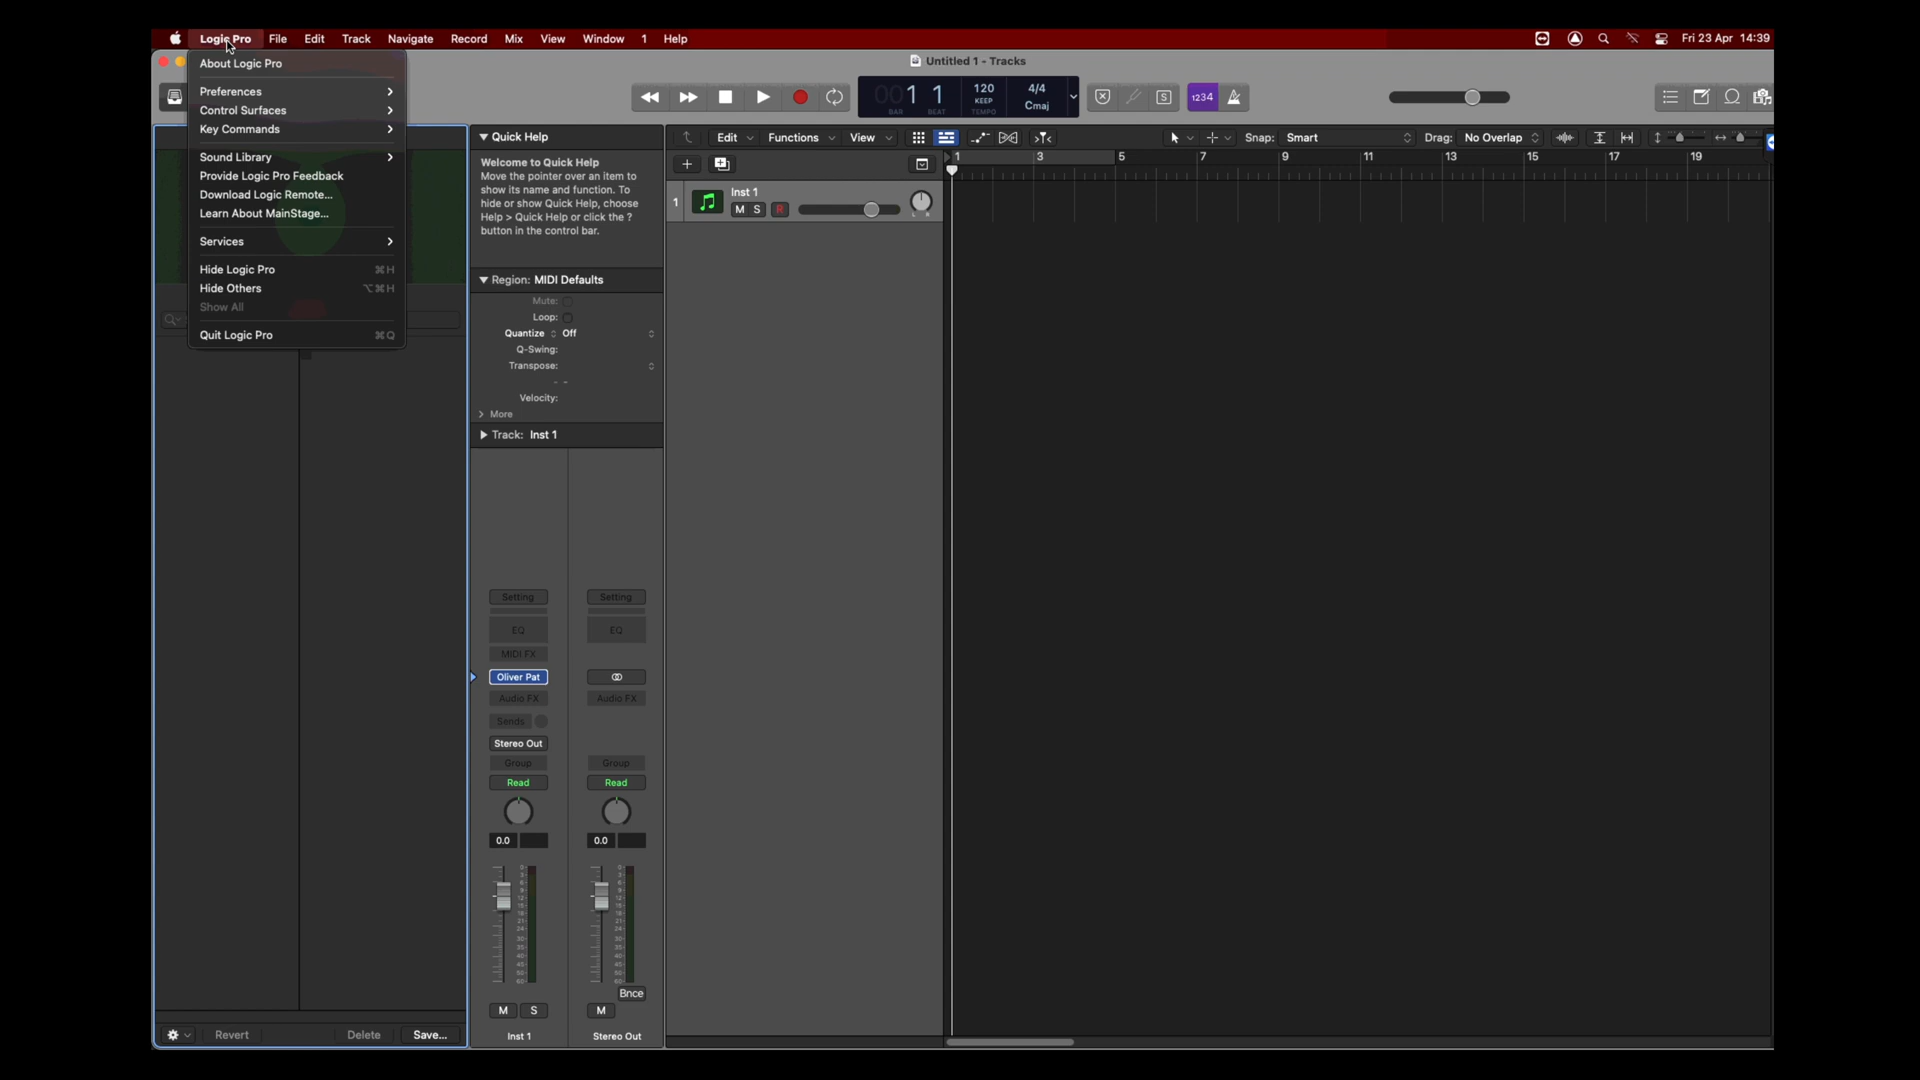 Logic Pro File Edit Track Navigate Record Mix View Window 1 Help Fri 23 Apr 14:39
About Logic Pro
Preferences
Control Surfaces
Key Commands
Sound Library
Provide Logic Pro Feedback
Download Logic Remote...
Learn About MainStage...
Services
Hide Logic Pro ⌘H
Hide Others ⌥⌘H
Show All
Quit Logic Pro ⌘Q
Revert Delete Save...
Untitled 1 - Tracks
001 1 120 4/4
KEEP Cmaj
BAR BEAT TEMPO
S 1234
Quick Help
Welcome to Quick Help
Move the pointer over an item to
show its name and function. To
hide or show Quick Help, choose
Help > Quick Help or click the ?
button in the control bar.
Region: MIDI Defaults
Mute:
Loop:
Quantize Off
Q-Swing:
Transpose:
- -
Velocity:
More
Track: Inst 1
Setting Setting
EQ EQ
MIDI FX
Oliver Pat
Audio FX Audio FX
Sends
Stereo Out
Group Group
Read Read
0.0 0.0
Bnce
M S M
Inst 1 Stereo Out
Edit Functions View Snap: Smart Drag: No Overlap
1 3 5 7 9 11 13 15 17 19
1 Inst 1
M S R
L R